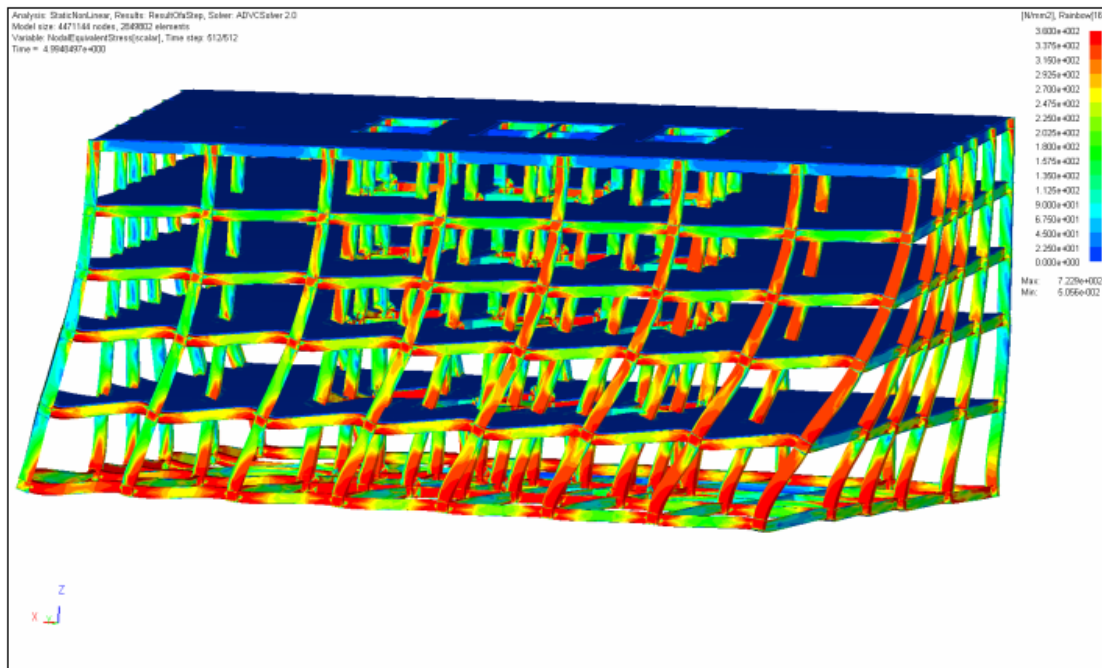 Analysis: StaticNonLinear, Results: ResultOfaStep, Solver: ADVCSolver 2.0
Model size: 4471144 nodes, 2849802 elements
Variable: NodalEquivalentStress[scalar], Time step: 512/512
Time = 4.9948497e+000
[N/mm2], Rainbow[16
3.600e+002
3.375e+002
3.150e+002
2.925e+002
2.700e+002
2.475e+002
2.250e+002
2.025e+002
1.800e+002
1.575e+002
1.350e+002
1.125e+002
9.000e+001
6.750e+001
4.500e+001
2.250e+001
0.000e+000
Max: 7.229e+002
Min: 5.056e-002
Z
X
Y